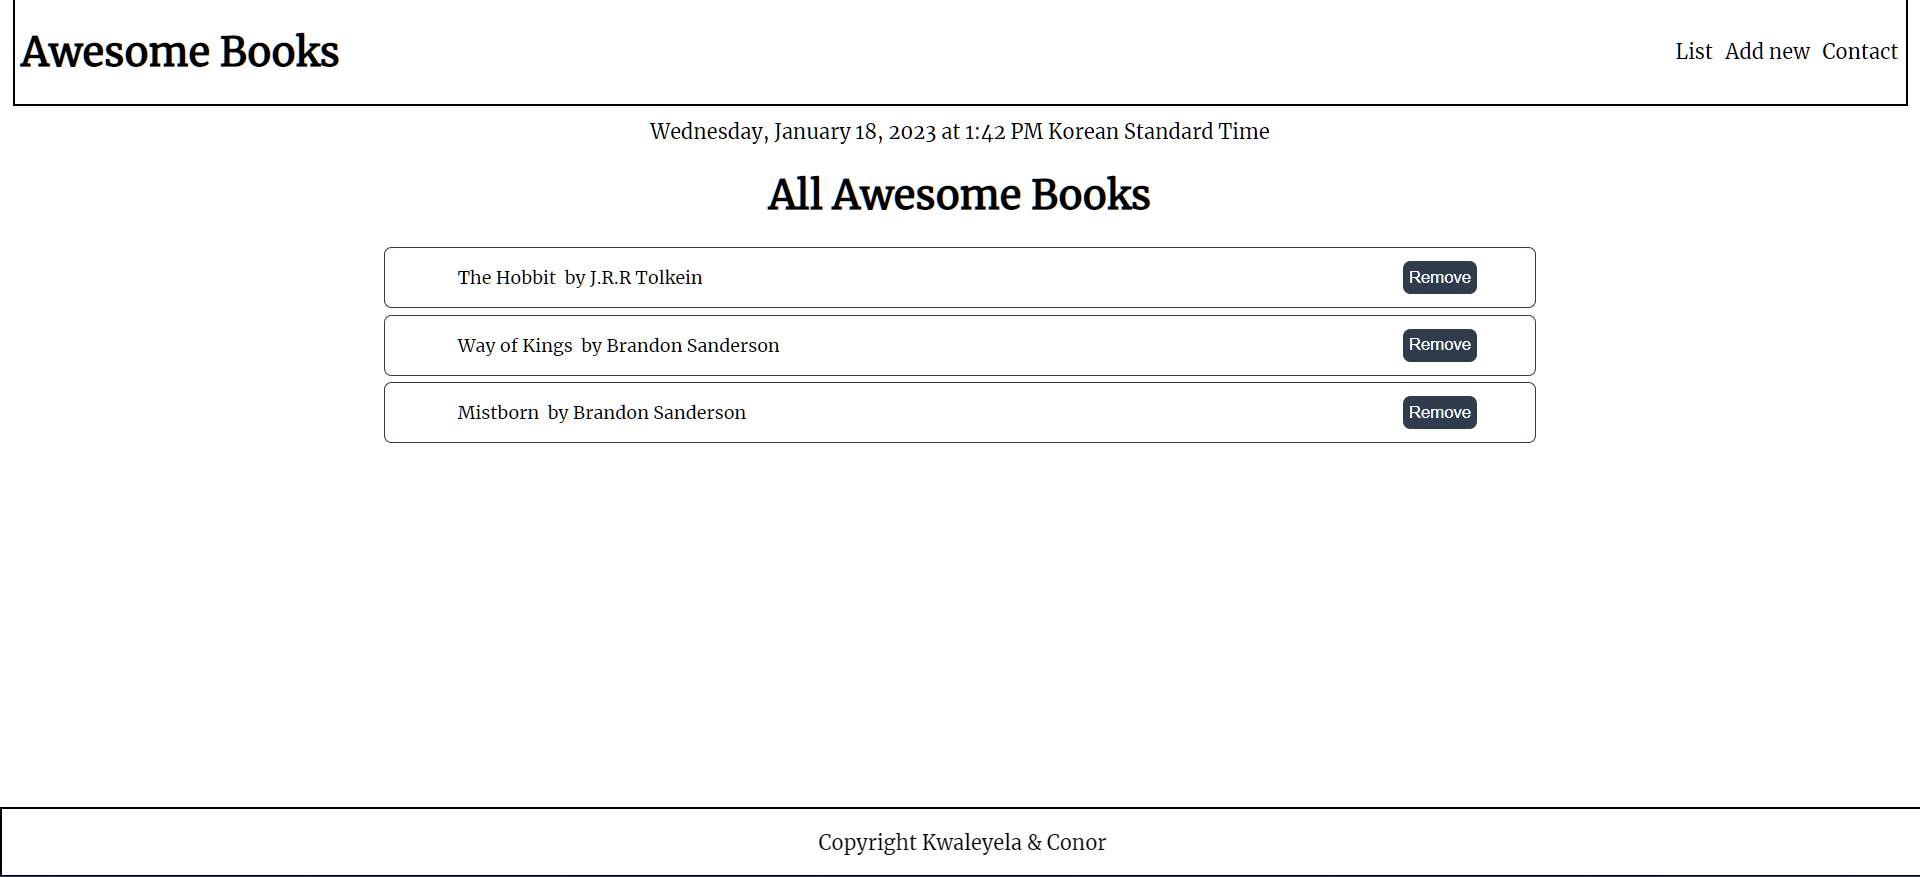 Awesome Books
List Add new Contact
Wednesday, January 18, 2023 at 1:42 PM Korean Standard Time
All Awesome Books
The Hobbit by J.R.R Tolkein Remove
Way of Kings by Brandon Sanderson Remove
Mistborn by Brandon Sanderson Remove
Copyright Kwaleyela & Conor